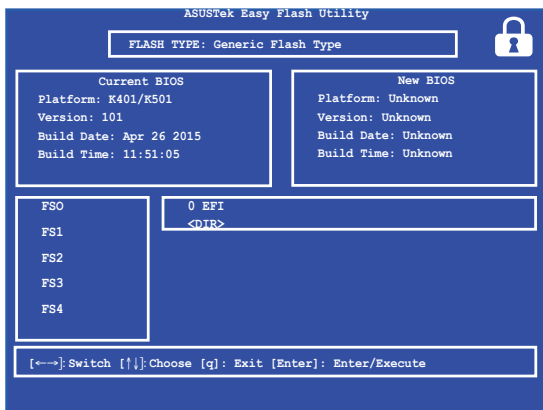 ASUSTek Easy Flash Utility
FLASH TYPE: Generic Flash Type
Current BIOS
Platform: K401/K501
Version: 101
Build Date: Apr 26 2015
Build Time: 11:51:05
New BIOS
Platform: Unknown
Version: Unknown
Build Date: Unknown
Build Time: Unknown
FSO
FS1
FS2
FS3
FS4
0 EFI
<DIR>
[←→]: Switch [↑↓]: Choose [q]: Exit [Enter]: Enter/Execute